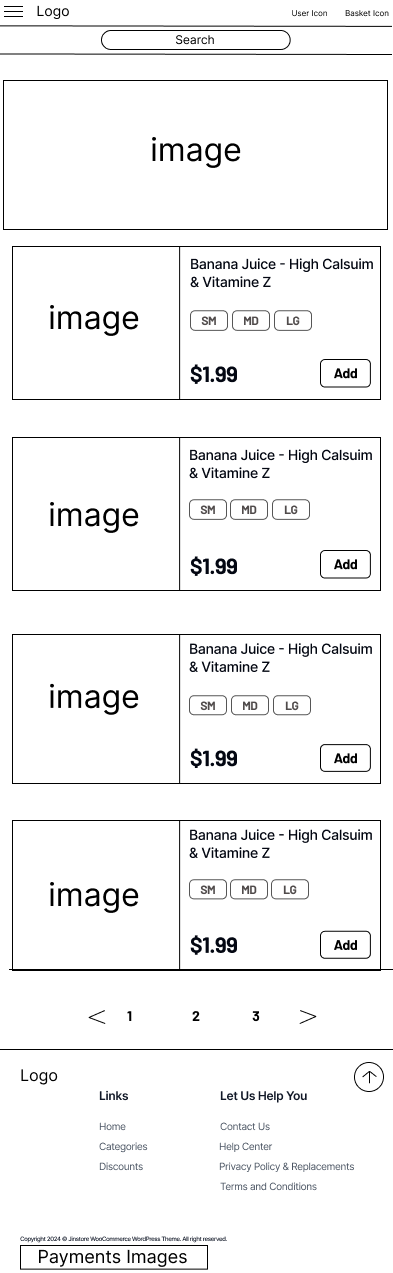 Logo
User Icon
Basket Icon
Search
image
image
Banana Juice - High Calsuim
& Vitamine Z
SM MD LG
$1.99
Add
image
Banana Juice - High Calsuim
& Vitamine Z
SM MD LG
$1.99
Add
image
Banana Juice - High Calsuim
& Vitamine Z
SM MD LG
$1.99
Add
image
Banana Juice - High Calsuim
& Vitamine Z
SM MD LG
$1.99
Add
1 2 3
Logo
Links
Home
Categories
Discounts
Let Us Help You
Contact Us
Help Center
Privacy Policy & Replacements
Terms and Conditions
Copyright 2024 © Jinstore WooCommerce WordPress Theme. All right reserved.
Payments Images